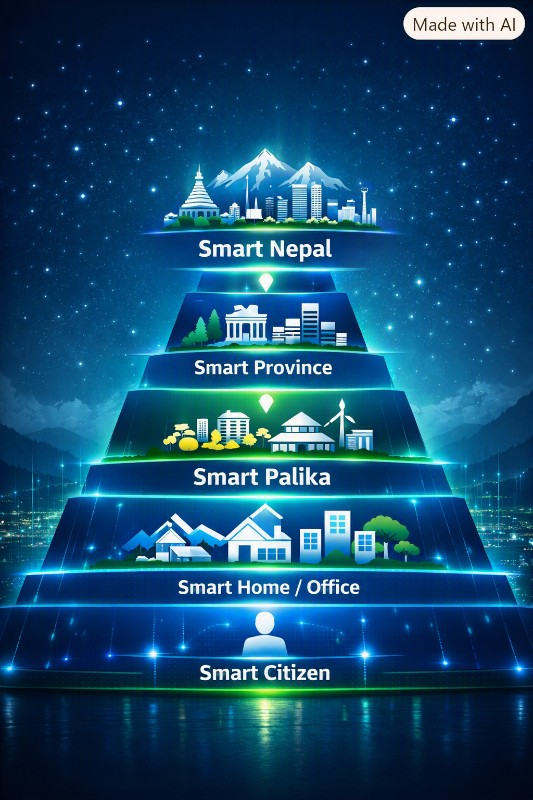 Made with AI
Smart Nepal
Smart Province
Smart Palika
Smart Home / Office
Smart Citizen